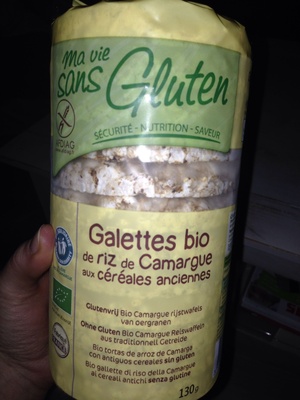 Ma vie
sans Gluten
SÉCURITÉ - NUTRITION - SAVEUR
AFDIAG
Galettes bio
de riz de Camargue
aux céréales anciennes
Glutenvrij Bio Camargue rijstwafels
van oergranen
Ohne Gluten Bio Camargue Reiswaffeln
aus traditionnell Getreide
Bio tortas de arroz de Camarga
con antiguos cereales sin gluten
Bio gallette di riso della Camargue
ai cereali antichi senza glutine
130g